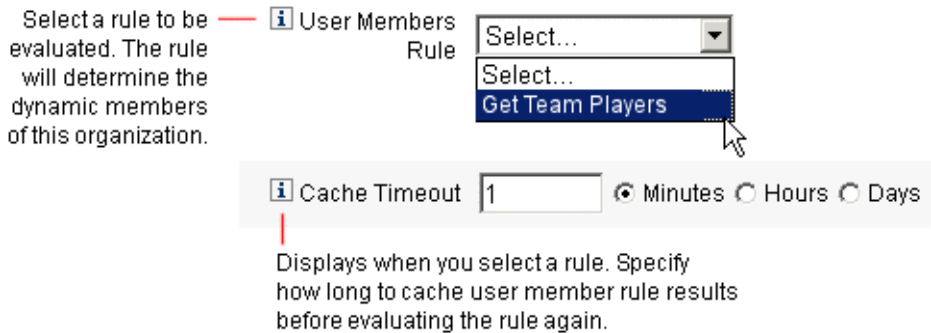 Select a rule to be
evaluated. The rule
will determine the
dynamic members
of this organization.
i User Members
Rule
Select...
Select...
Get Team Players
i Cache Timeout 1 Minutes Hours Days
Displays when you select a rule. Specify
how long to cache user member rule results
before evaluating the rule again.